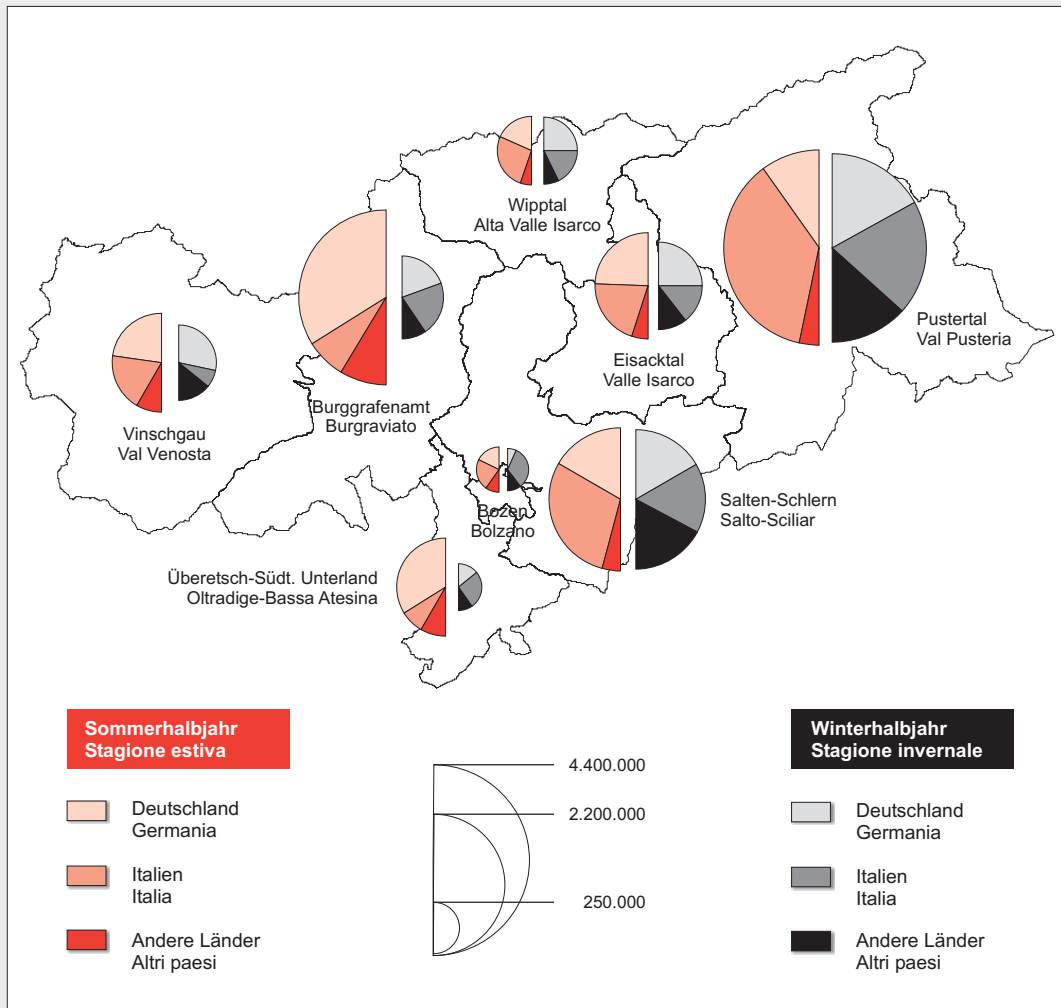 Wipptal
Alta Valle Isarco
Pustertal
Val Pusteria
Eisacktal
Valle Isarco
Burggrafenamt
Burgraviato
Vinschgau
Val Venosta
Salten-Schlern
Salto-Sciliar
Bozen
Bolzano
Überetsch-Südt. Unterland
Oltradige-Bassa Atesina
Sommerhalbjahr
Stagione estiva
Deutschland
Germania
Italien
Italia
Andere Länder
Altri paesi
4.400.000
2.200.000
250.000
Winterhalbjahr
Stagione invernale
Deutschland
Germania
Italien
Italia
Andere Länder
Altri paesi